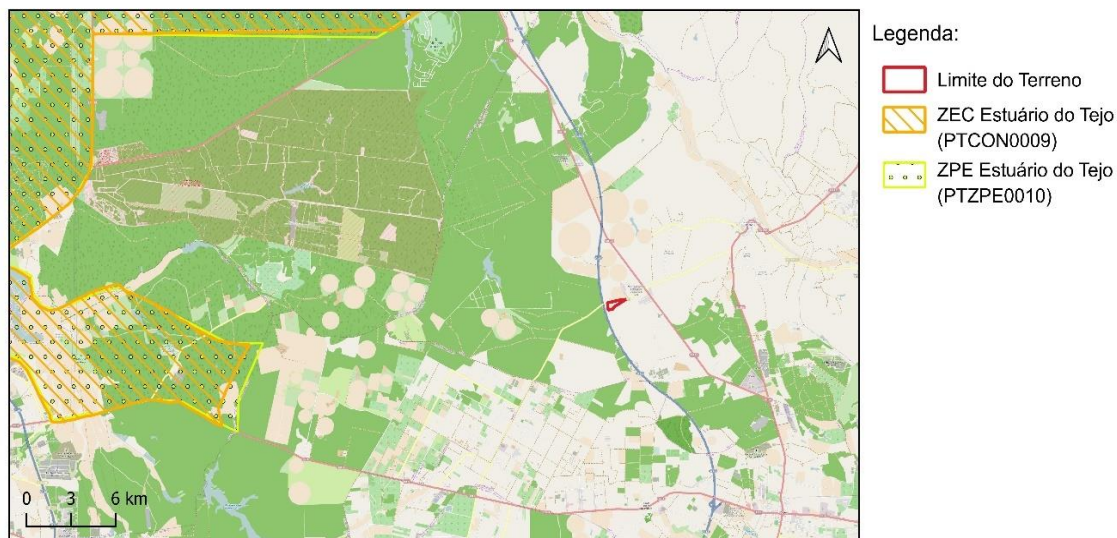 Legenda:
Limite do Terreno
ZEC Estuário do Tejo
(PTCON0009)
ZPE Estuário do Tejo
(PTZPE0010)
0 3 6 km